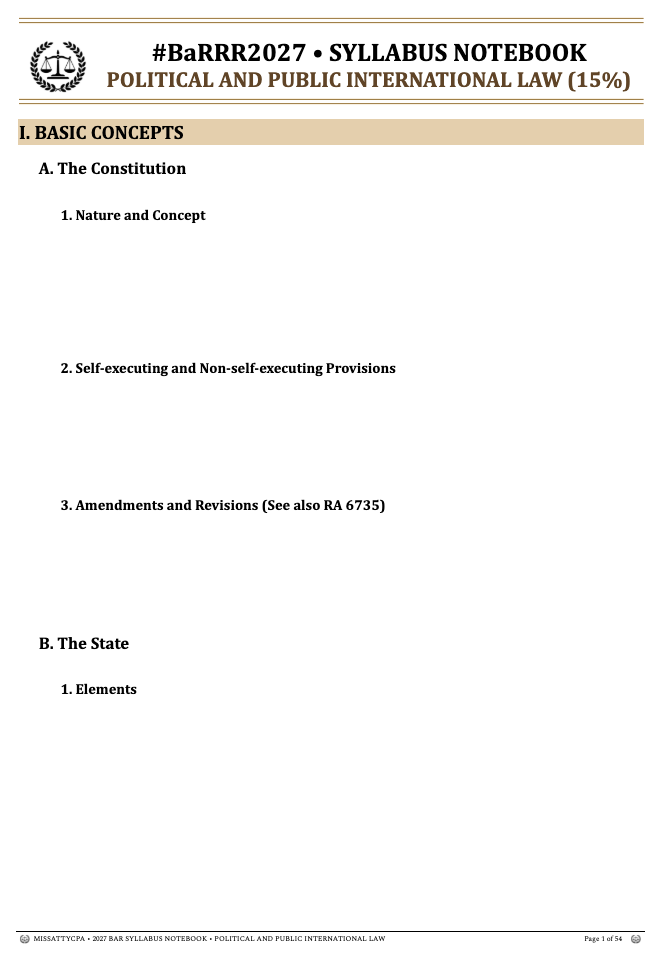 #BaRRR2027 • SYLLABUS NOTEBOOK
POLITICAL AND PUBLIC INTERNATIONAL LAW (15%)
I. BASIC CONCEPTS
A. The Constitution
1. Nature and Concept
2. Self-executing and Non-self-executing Provisions
3. Amendments and Revisions (See also RA 6735)
B. The State
1. Elements
MISSATTYCPA • 2027 BAR SYLLABUS NOTEBOOK • POLITICAL AND PUBLIC INTERNATIONAL LAW
Page 1 of 54